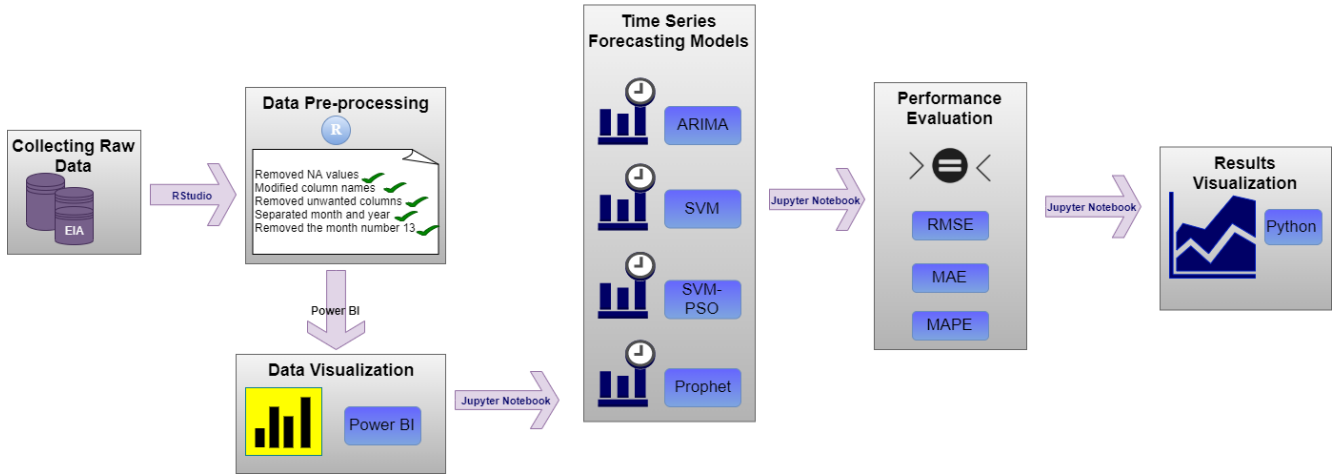 Collecting Raw
Data
EIA
RStudio
Data Pre-processing
R
Removed NA values
Modified column names
Removed unwanted columns
Separated month and year
Removed the month number 13
Power BI
Data Visualization
Power BI
Jupyter Notebook
Time Series
Forecasting Models
ARIMA
SVM
SVM-
PSO
Prophet
Jupyter Notebook
Performance
Evaluation
> = <
RMSE
MAE
MAPE
Jupyter Notebook
Results
Visualization
Python